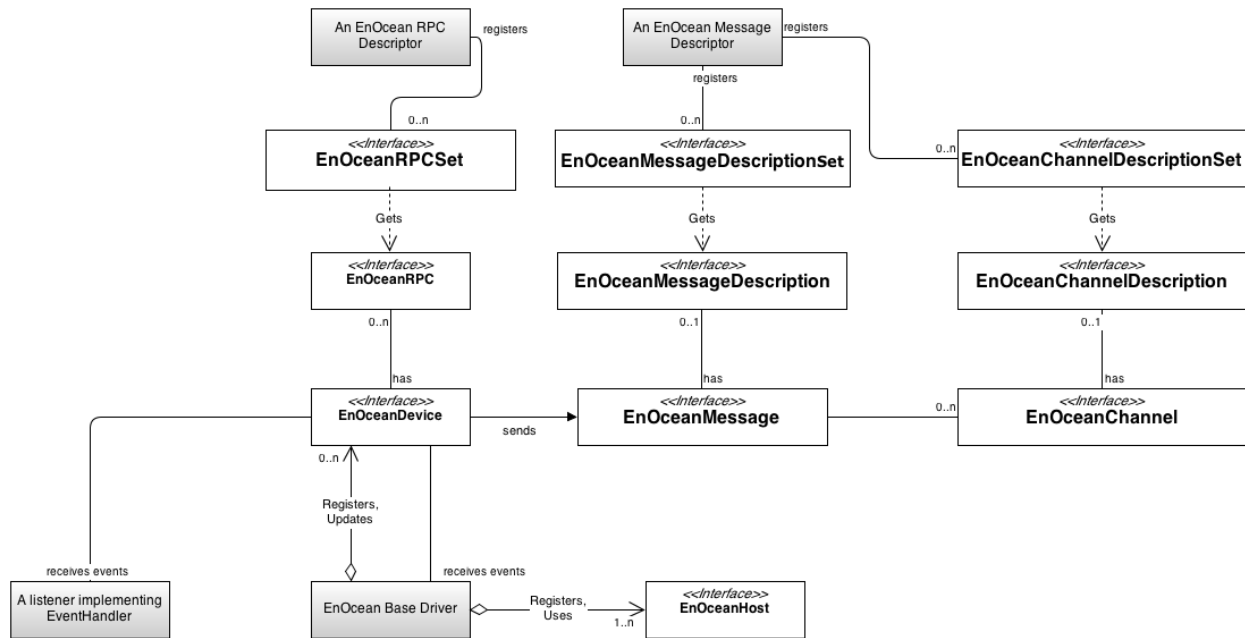 An EnOcean RPC
Descriptor
registers
An EnOcean Message
Descriptor
registers
registers
0..n
0..n
0..n
<<Interface>>
EnOceanRPCSet
<<Interface>>
EnOceanMessageDescriptionSet
<<Interface>>
EnOceanChannelDescriptionSet
Gets
Gets
Gets
<<Interface>>
EnOceanRPC
<<Interface>>
EnOceanMessageDescription
<<Interface>>
EnOceanChannelDescription
0..n
0..1
0..1
has
has
has
<<Interface>>
EnOceanDevice
sends
<<Interface>>
EnOceanMessage
0..n
<<Interface>>
EnOceanChannel
0..n
Registers,
Updates
receives events
receives events
A listener implementing
EventHandler
EnOcean Base Driver
Registers,
Uses
1..n
<<Interface>>
EnOceanHost